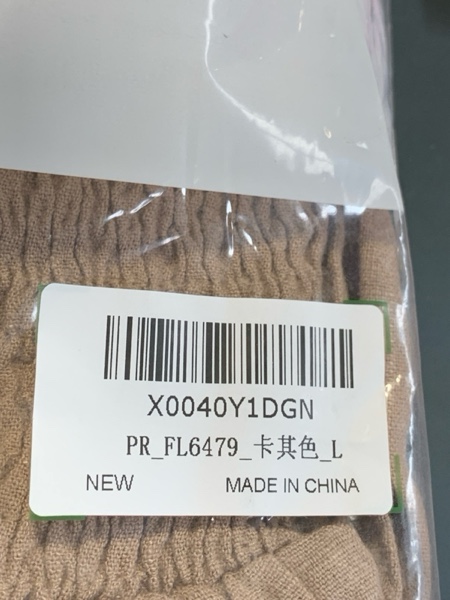 X0040Y1DGN
PR_FL6479_卡其色_L
NEW
MADE IN CHINA